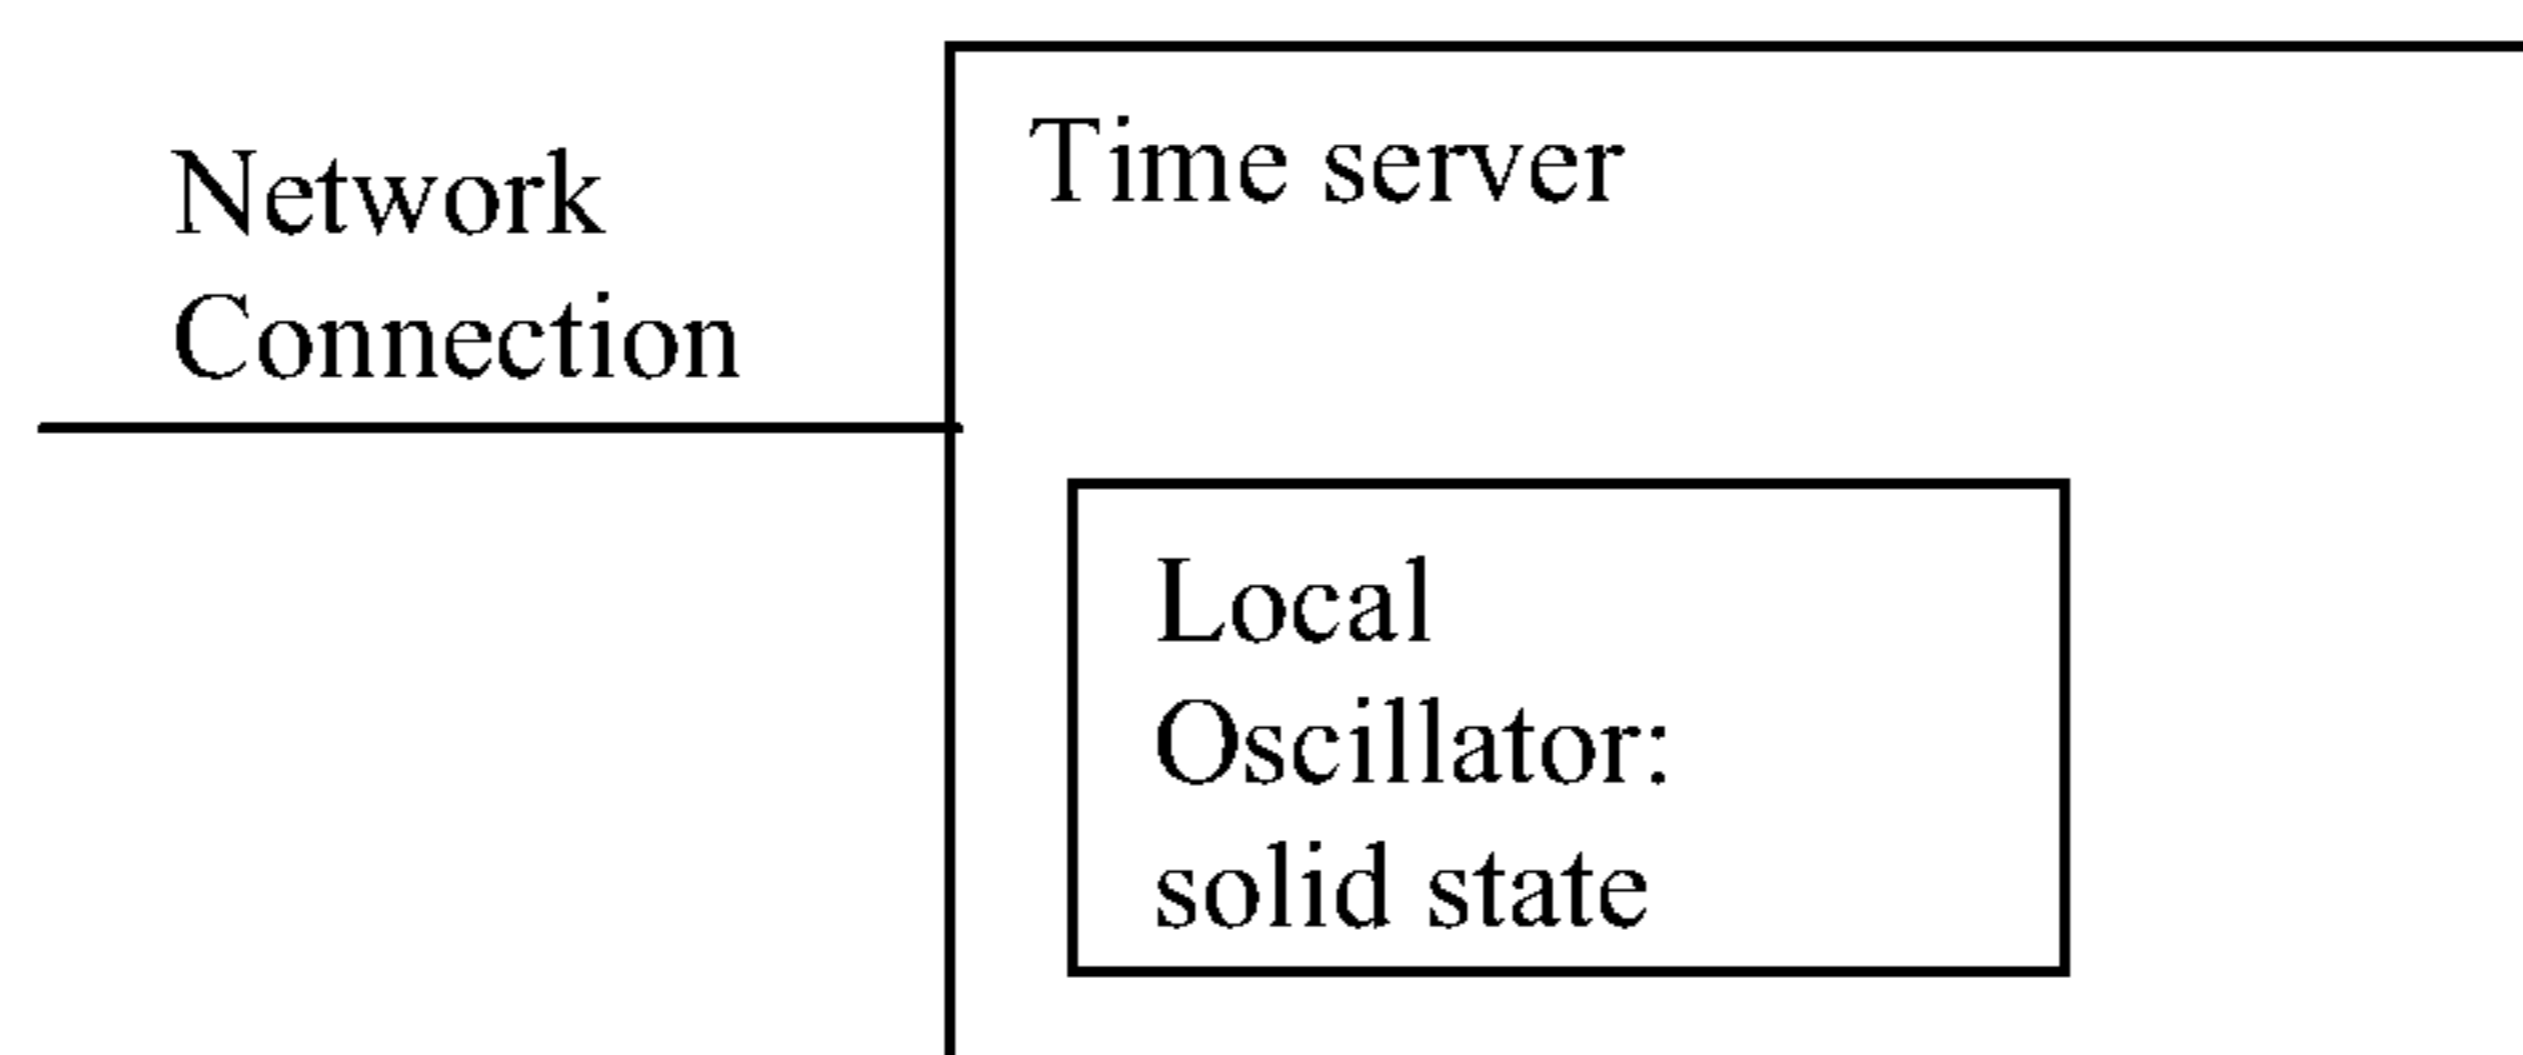 Network
Connection
Time server
Local
Oscillator:
solid state